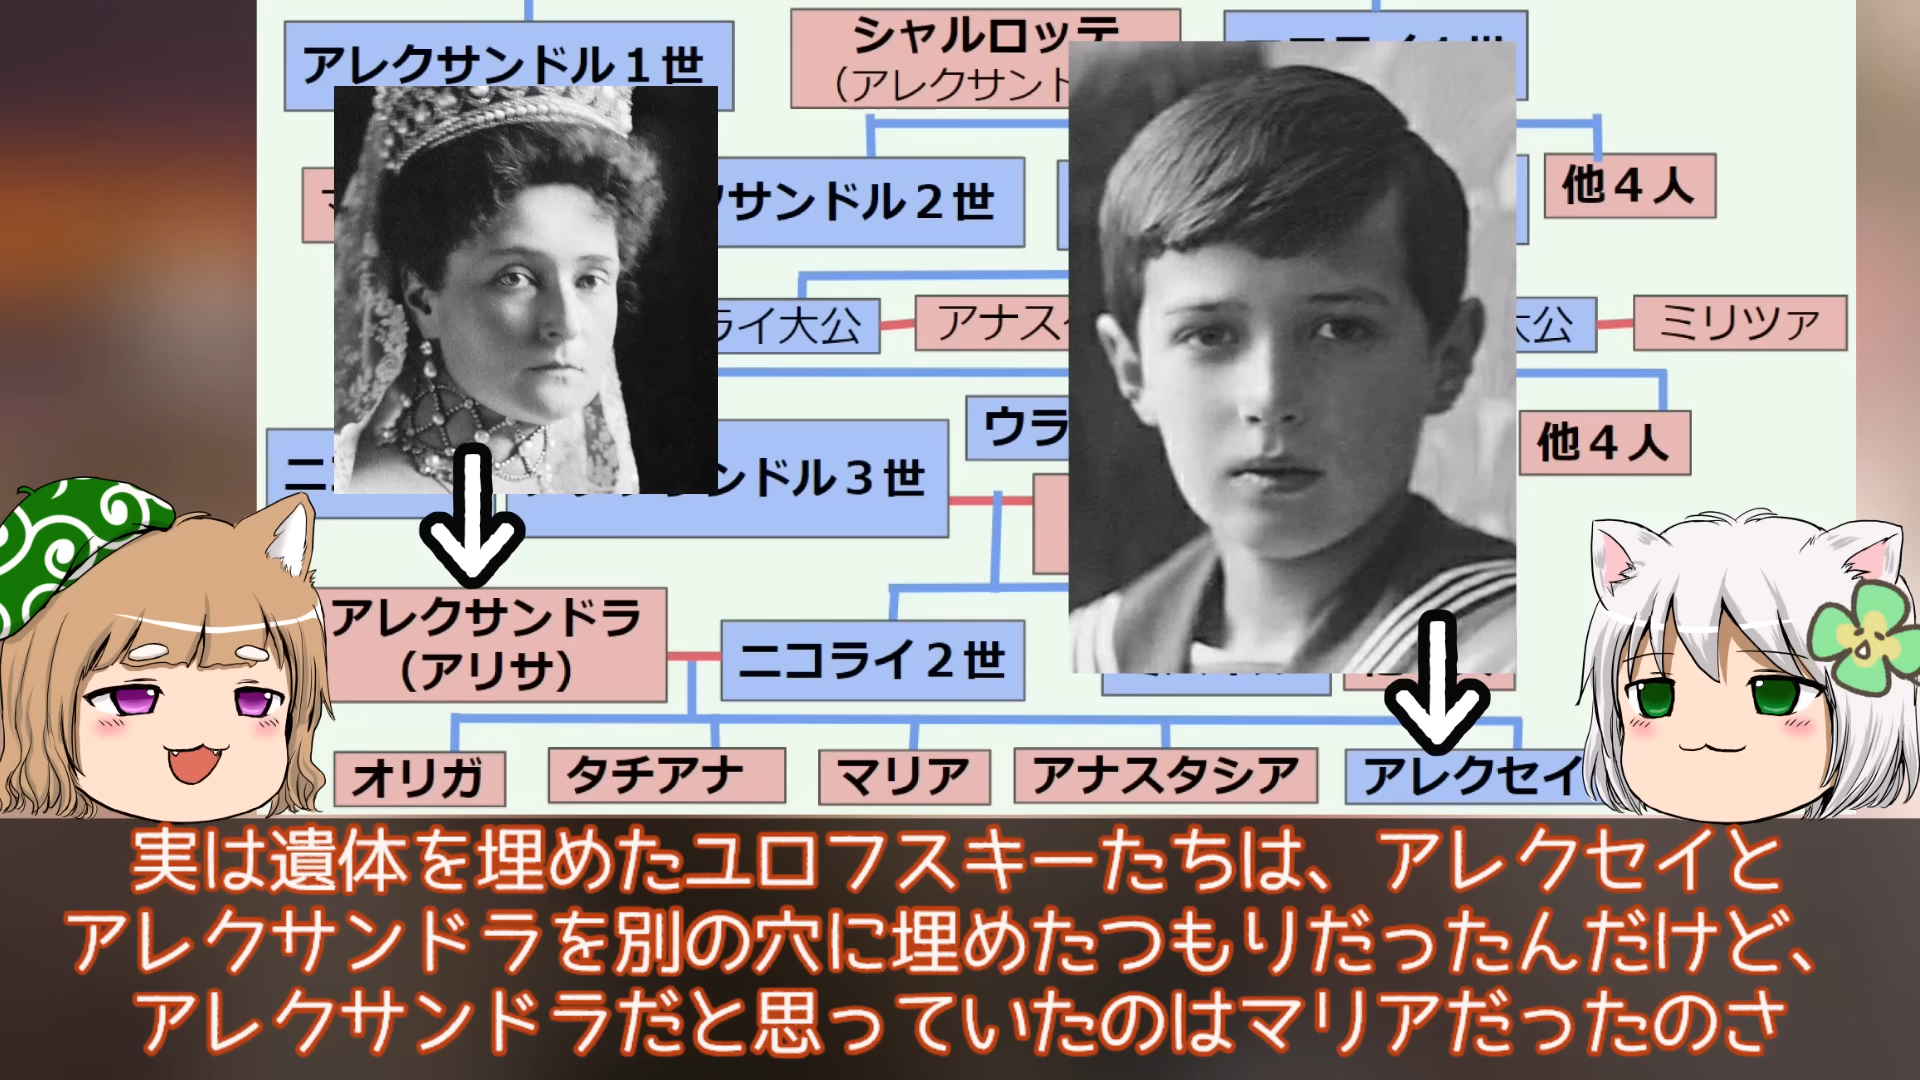 アレクサンドル１世
シャルロッテ
（アレクサンド
サンドル２世
他４人
ライ大公
アナス
大公
ミリツァ
ウラ
ニ
ンドル３世
他４人
アレクサンドラ
（アリサ）
ニコライ２世
オリガ
タチアナ
マリア
アナスタシア
アレクセイ
実は遺体を埋めたユロフスキーたちは、アレクセイと
アレクサンドラを別の穴に埋めたつもりだったんだけど、
アレクサンドラだと思っていたのはマリアだったのさ